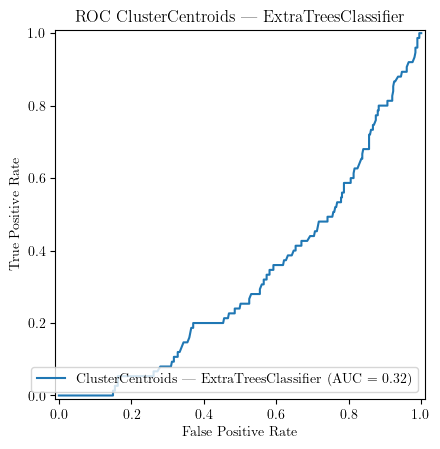 ROC ClusterCentroids — ExtraTreesClassifier
1.0
0.8
0.6
0.4
0.2
0.0
True Positive Rate
ClusterCentroids — ExtraTreesClassifier (AUC = 0.32)
0.0 0.2 0.4 0.6 0.8 1.0
False Positive Rate